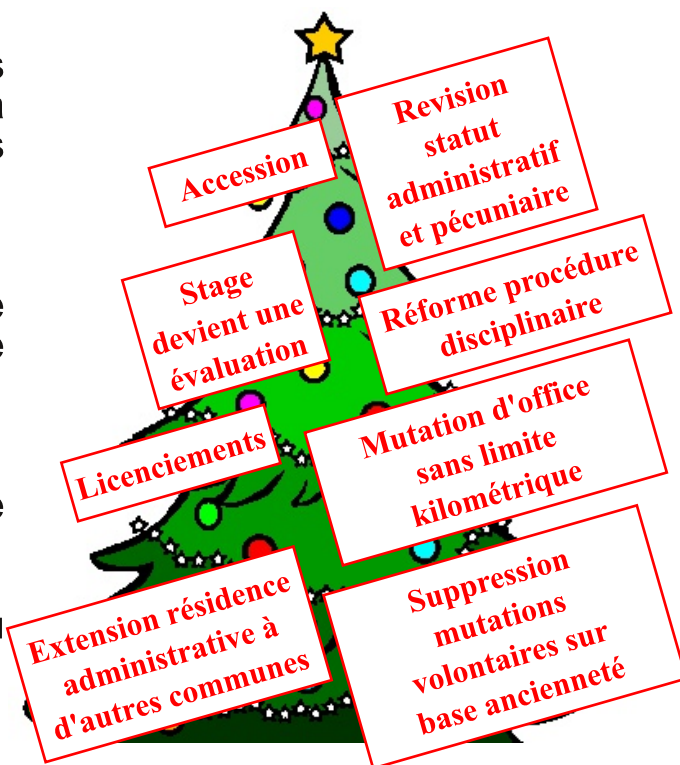 Accession
Revision
statut
administratif
et pécuniaire
Stage
devient une
évaluation
Réforme procédure
disciplinaire
Licenciements
Mutation d'office
sans limite
kilométrique
Extension résidence
administrative à
d'autres communes
Suppression
mutations
volontaires sur
base ancienneté